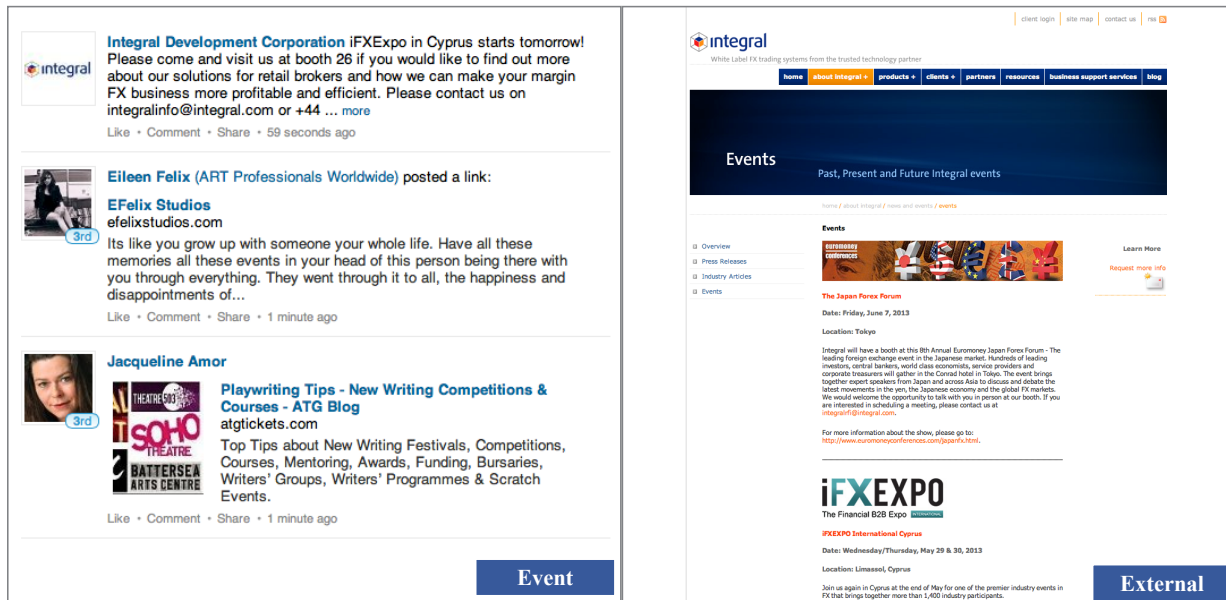 integral
Integral Development Corporation iFXExpo in Cyprus starts tomorrow!
Please come and visit us at booth 26 if you would like to find out more
about our solutions for retail brokers and how we can make your margin
FX business more profitable and efficient. Please contact us on
integralinfo@integral.com or +44 ... more
Like • Comment • Share • 59 seconds ago
Eileen Felix (ART Professionals Worldwide) posted a link:
EFelix Studios
efelixstudios.com
3rd
Its like you grow up with someone your whole life. Have all these
memories all these events in your head of this person being there with
you through everything. They went through it to all, the happiness and
disappointments of...
Like • Comment • Share • 1 minute ago
Jacqueline Amor
3rd
THEATRE503
SOHO
THEATRE
BATTERSEA
ARTS CENTRE
Playwriting Tips - New Writing Competitions &
Courses - ATG Blog
atgtickets.com
Top Tips about New Writing Festivals, Competitions,
Courses, Mentoring, Awards, Funding, Bursaries,
Writers' Groups, Writers' Programmes & Scratch
Events.
Like • Comment • Share • 1 minute ago
Event
client login | site map | contact us | rss
integral
White Label FX trading systems from the trusted technology partner
home about integral + products + clients + partners resources business support services blog
Events
Past, Present and Future Integral events
home / about integral / news and events / events
Overview
Press Releases
Industry Articles
Events
Events
euromoney
conferences
The Japan Forex Forum
Date: Friday, June 7, 2013
Location: Tokyo
Integral will have a booth at this 8th Annual Euromoney Japan Forex Forum - The
leading foreign exchange event in the Japanese market. Hundreds of leading
investors, central bankers, world class economists, service providers and
corporate treasurers will gather in the Conrad hotel in Tokyo. The event brings
together expert speakers from Japan and across Asia to discuss and debate the
latest movements in the yen, the Japanese economy and the global FX markets.
We would welcome the opportunity to talk with you in person at our booth. If you
are interested in scheduling a meeting, please contact us at
integralrfi@integral.com.
For more information about the show, please go to:
http://www.euromoneyconferences.com/japanfx.html.
Learn More
Request more info
iFXEXPO
The Financial B2B Expo INTERNATIONAL
iFXEXPO International Cyprus
Date: Wednesday/Thursday, May 29 & 30, 2013
Location: Limassol, Cyprus
Join us again in Cyprus at the end of May for one of the premier industry events in
FX that brings together more than 1,400 industry participants.
External